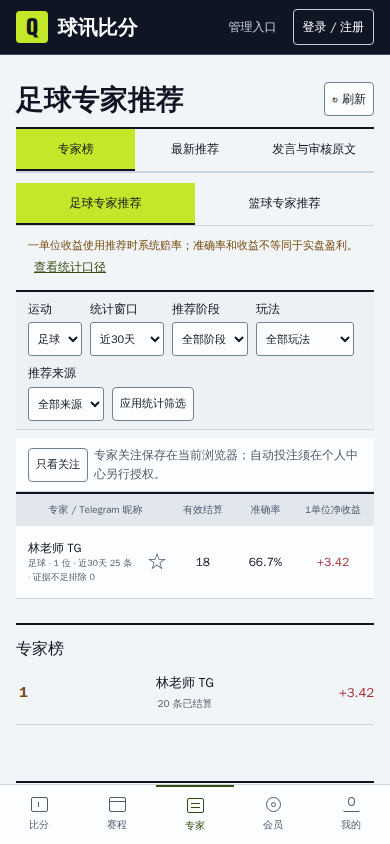 Q 球讯比分 管理入口 登录 / 注册
足球专家推荐 ↻ 刷新
专家榜 最新推荐 发言与审核原文
足球专家推荐 篮球专家推荐
一单位收益使用推荐时系统赔率；准确率和收益不等同于实盘盈利。
查看统计口径
运动 统计窗口 推荐阶段 玩法
足球 近30天 全部阶段 全部玩法
推荐来源
全部来源 应用统计筛选
只看关注 专家关注保存在当前浏览器；自动投注须在个人中
心另行授权。
专家 / Telegram 昵称 有效结算 准确率 1单位净收益
林老师 TG
足球 · 1 位 · 近30天 25 条
· 证据不足排除 0
☆ 18 66.7% +3.42
专家榜
1 林老师 TG +3.42
20 条已结算
比分 赛程 专家 会员 我的